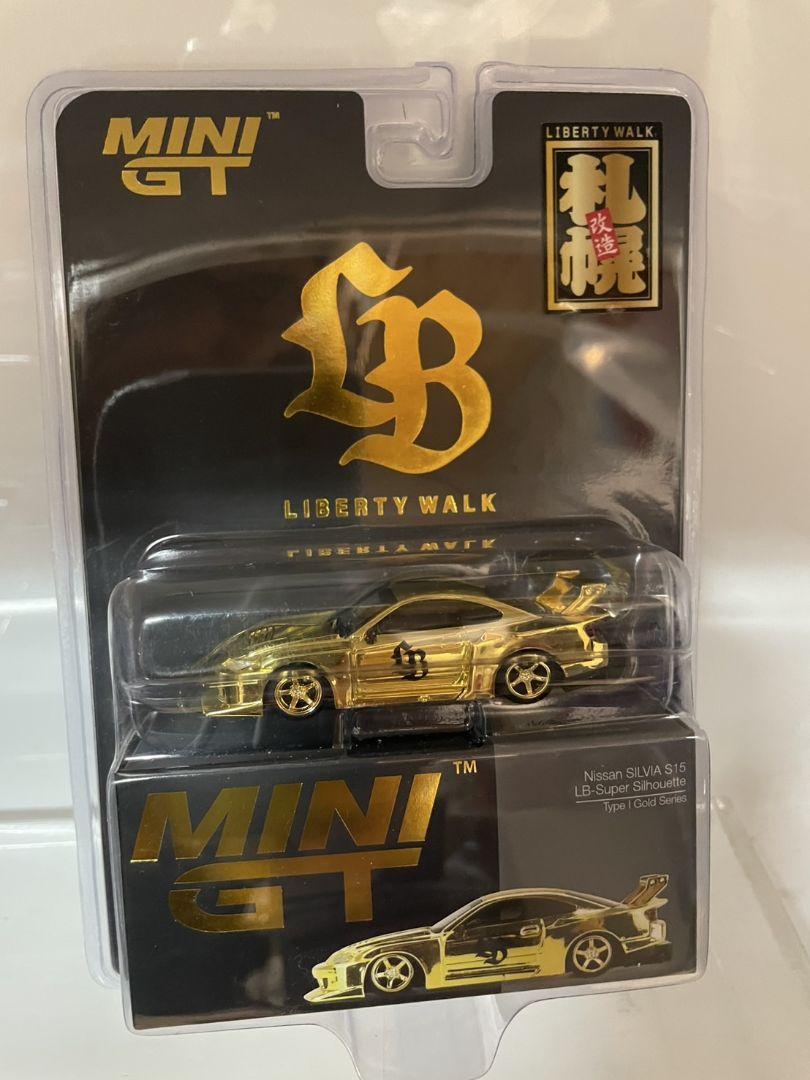 MINI GT™
LIBERTY WALK
札幌
改造
LB
LIBERTY WALK
LB
MINI GT™
Nissan SILVIA S15
LB-Super Silhouette
Type I Gold Series